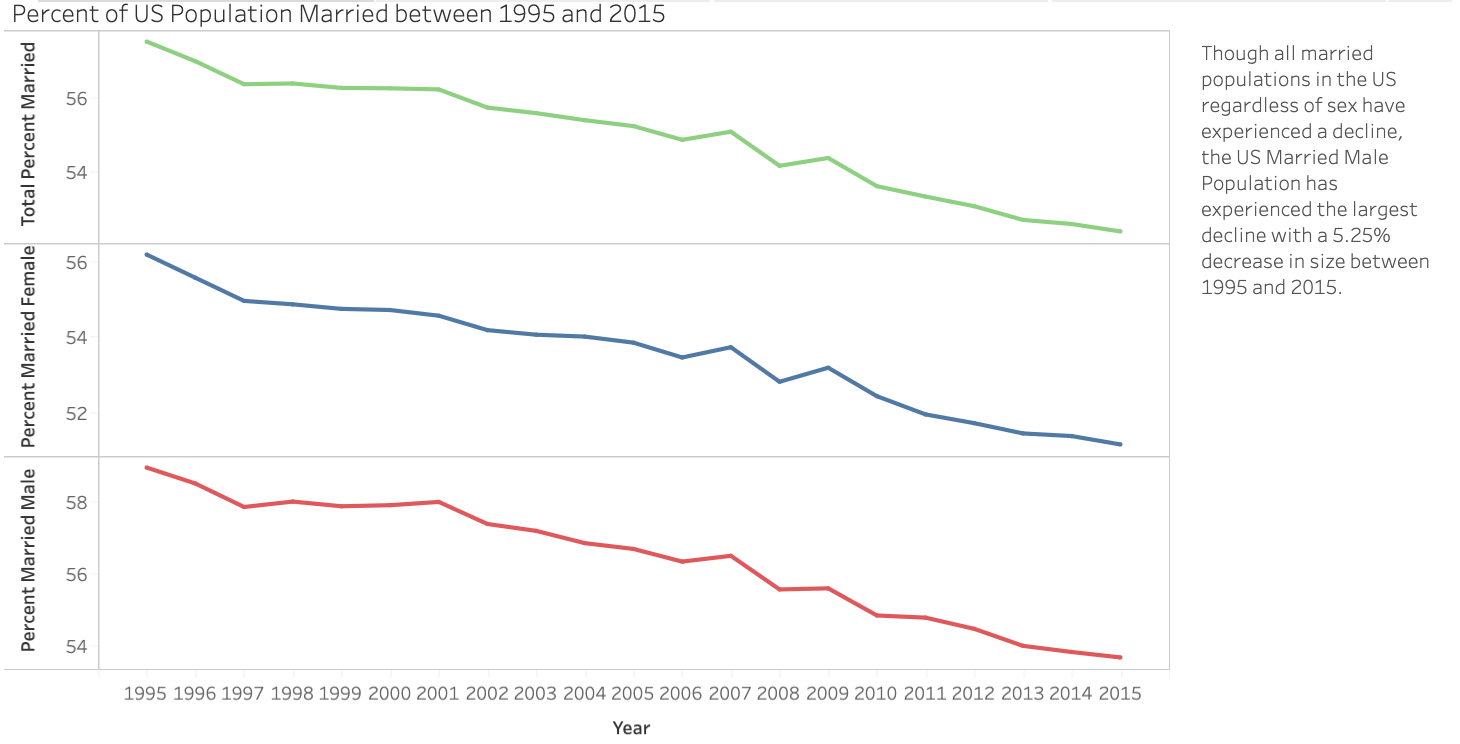 Percent of US Population Married between 1995 and 2015
Total Percent Married
56
54
Percent Married Female
56
54
52
Percent Married Male
58
56
54
1995 1996 1997 1998 1999 2000 2001 2002 2003 2004 2005 2006 2007 2008 2009 2010 2011 2012 2013 2014 2015
Year
Though all married
populations in the US
regardless of sex have
experienced a decline,
the US Married Male
Population has
experienced the largest
decline with a 5.25%
decrease in size between
1995 and 2015.